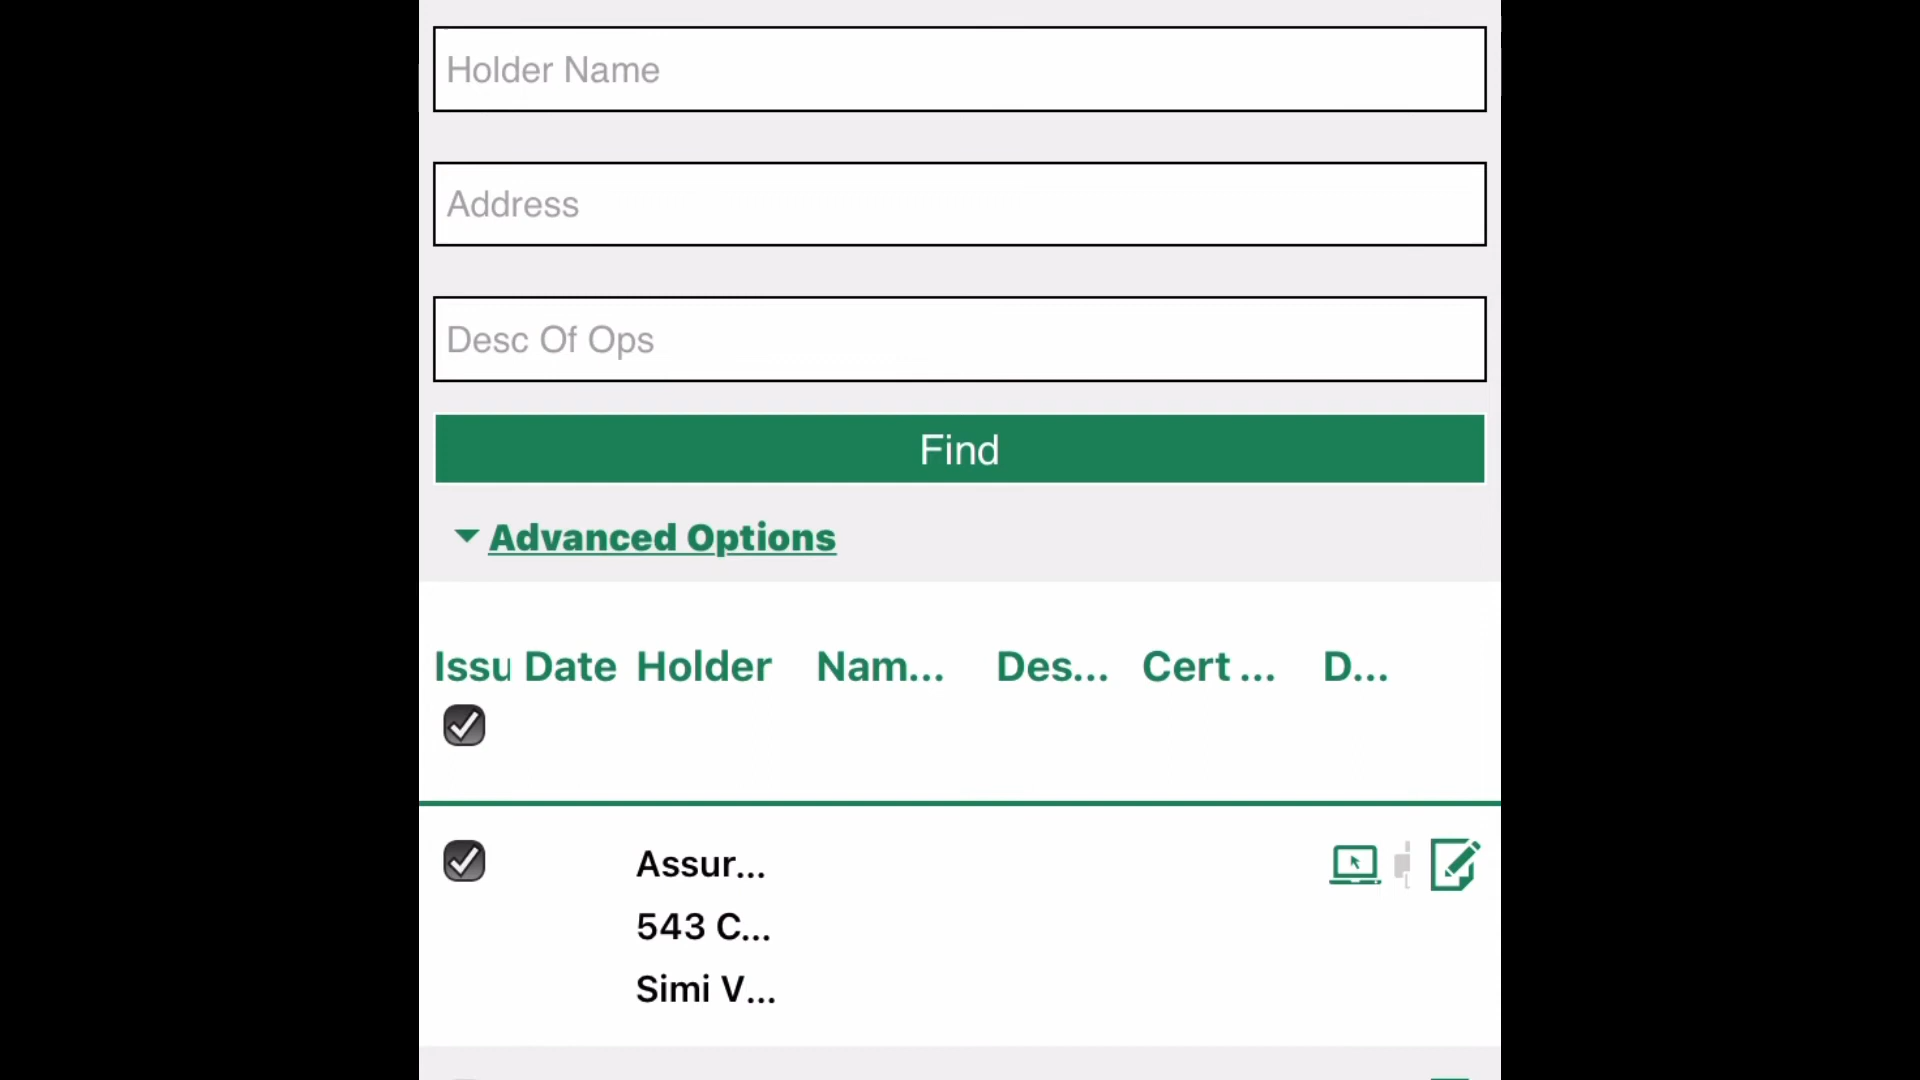 Holder Name
Address
Desc Of Ops
Find
Advanced Options
Issu Date Holder Nam... Des... Cert ... D...
Assur...
543 C...
Simi V...